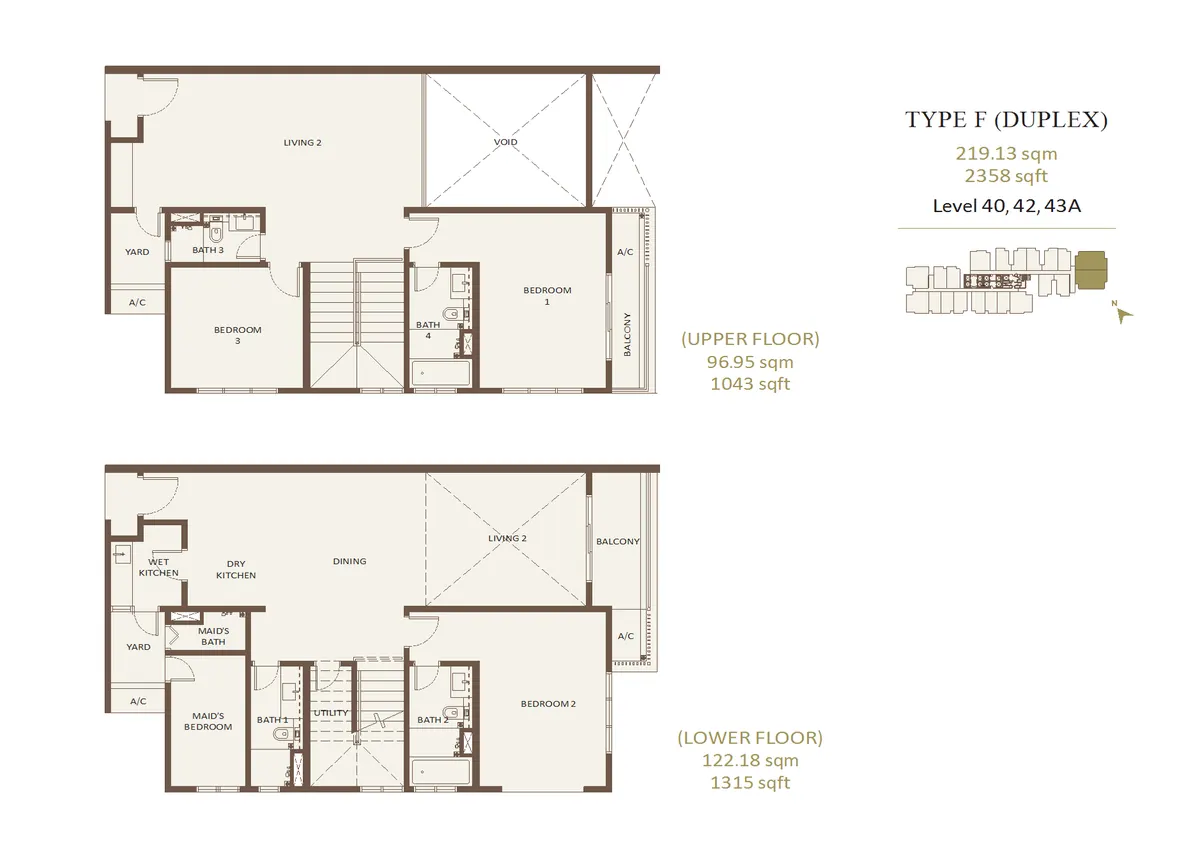 LIVING 2
VOID
YARD
BATH 3
A/C
BEDROOM
3
BATH
4
BEDROOM
1
A/C
BALCONY
(UPPER FLOOR)
96.95 sqm
1043 sqft
TYPE F (DUPLEX)
219.13 sqm
2358 sqft
Level 40, 42, 43A
N
WET
KITCHEN
DRY
KITCHEN
DINING
LIVING 2
BALCONY
YARD
MAID'S
BATH
A/C
A/C
MAID'S
BEDROOM
BATH 1
UTILITY
BATH 2
BEDROOM 2
(LOWER FLOOR)
122.18 sqm
1315 sqft